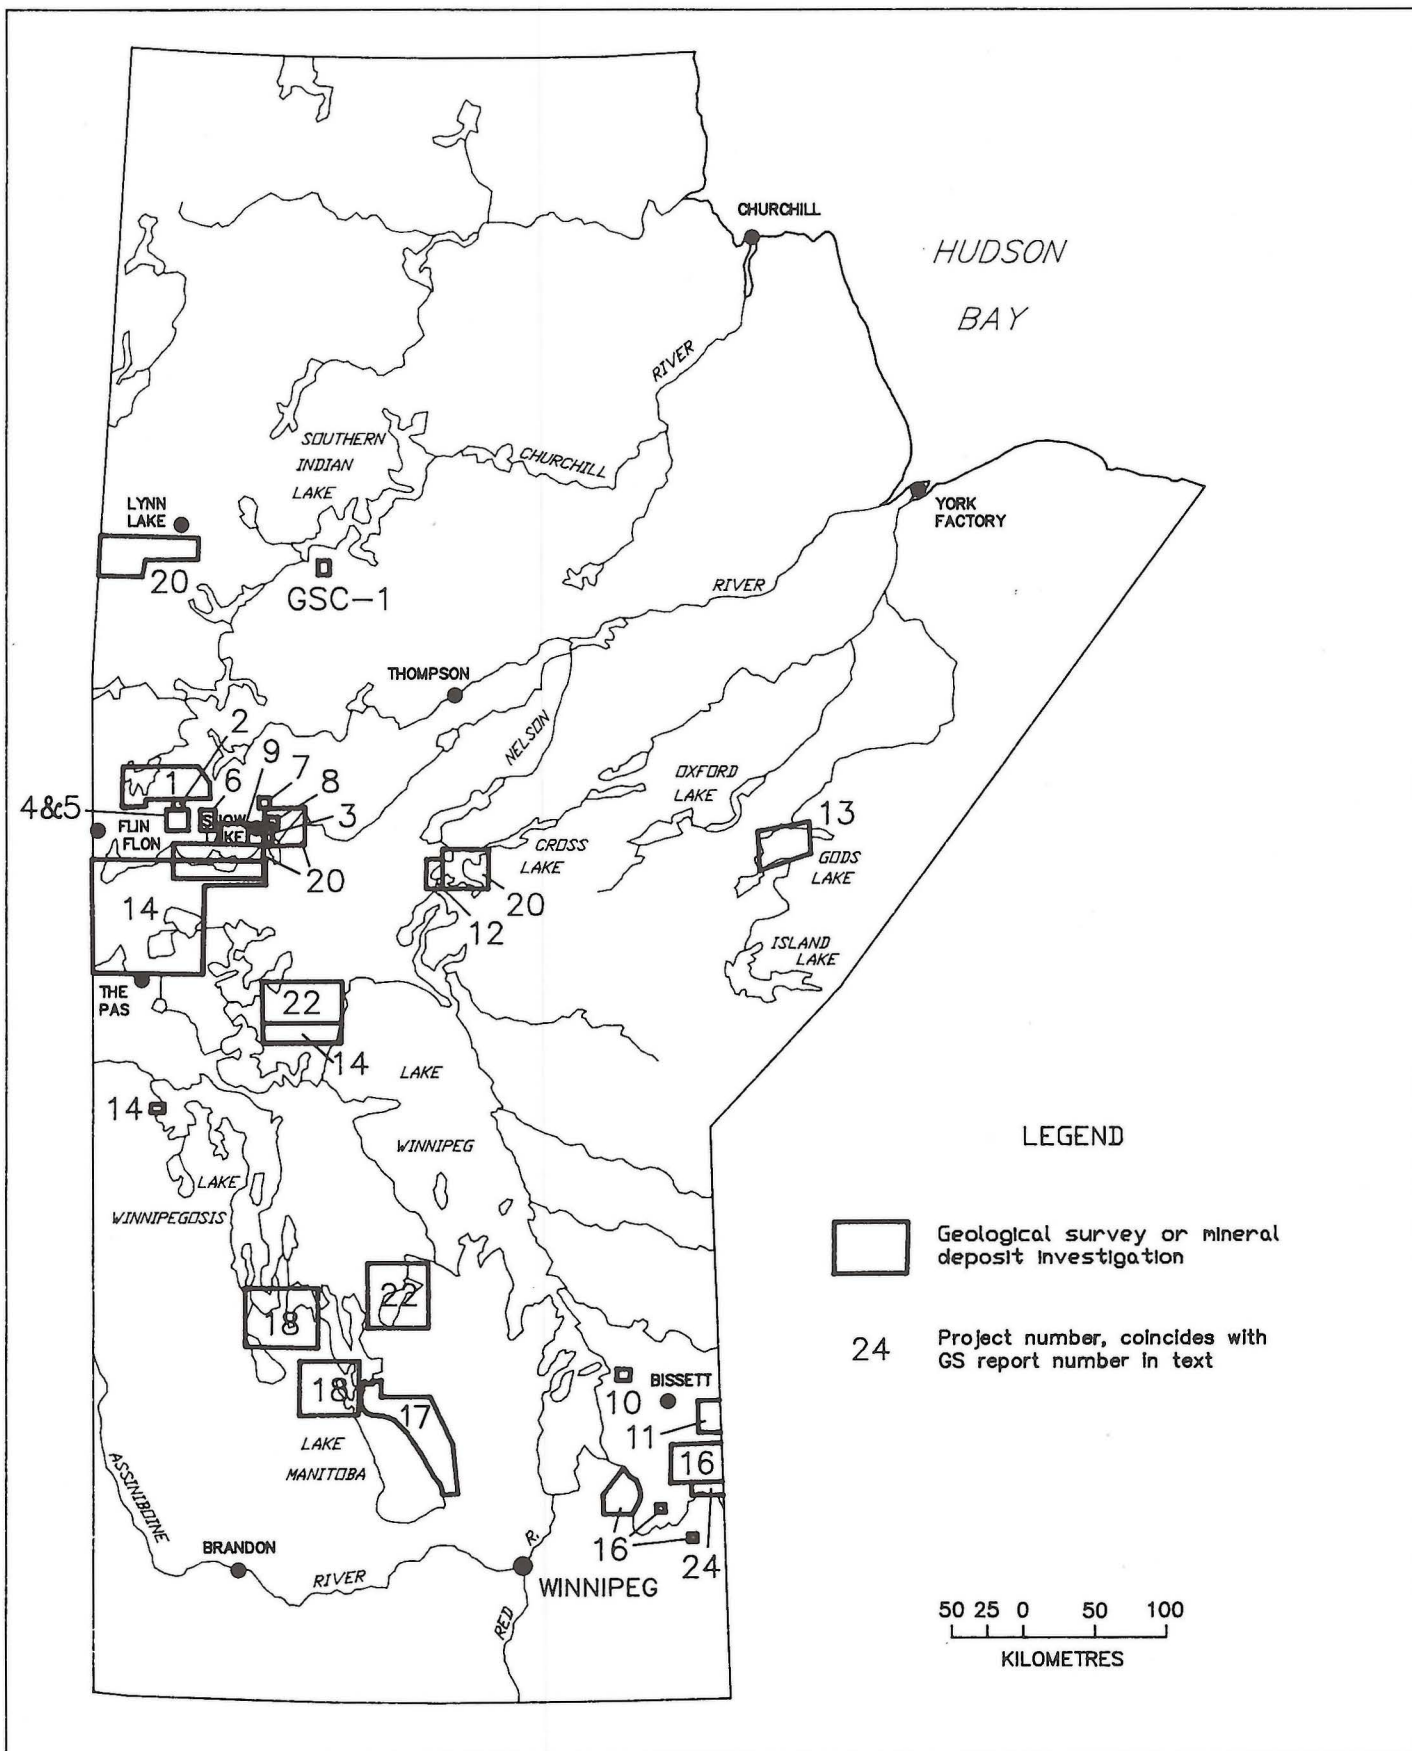 CHURCHILL
HUDSON
BAY
RIVER
SOUTHERN
INDIAN
LAKE
CHURCHILL
LYNN
LAKE
YORK
FACTORY
20
GSC-1
RIVER
THOMPSON
2
9
7
NELSON
1
6
8
OXFORD
LAKE
13
4&5
3
FLIN
FLON
SNOW
CROSS
LAKE
GODS
LAKE
20
20
14
12
ISLAND
LAKE
THE
PAS
22
14
LAKE
14
LEGEND
WINNIPEG
LAKE
WINNIPEGOSIS
Geological survey or mineral
deposit investigation
22
18
24
Project number, coincides with
GS report number in text
18
10
BISSETT
17
11
LAKE
MANITOBA
16
ASSINIBOINE
R.
16
24
BRANDON
RIVER
WINNIPEG
RED
50 25 0 50 100
KILOMETRES